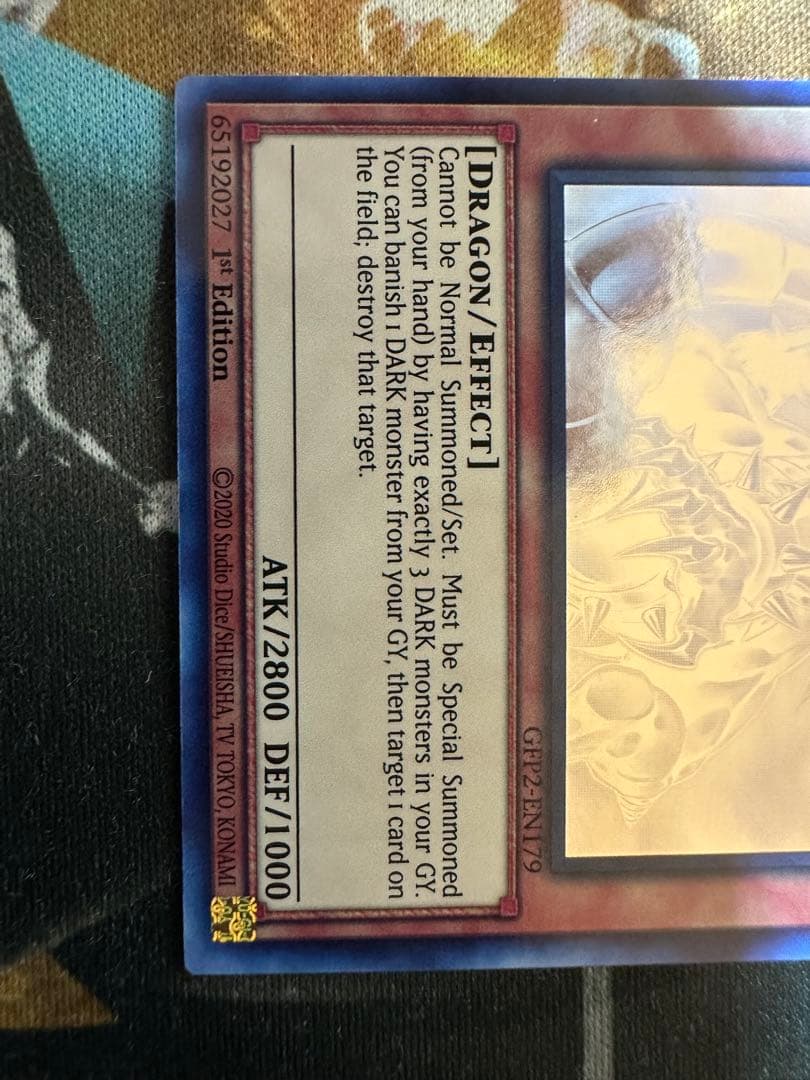 GFP2-EN179
[DRAGON/EFFECT]
Cannot be Normal Summoned/Set. Must be Special Summoned
(from your hand) by having exactly 3 DARK monsters in your GY.
You can banish 1 DARK monster from your GY, then target 1 card on
the field; destroy that target.
ATK/2800 DEF/1000
65192027 1st Edition ©2020 Studio Dice/SHUEISHA, TV TOKYO, KONAMI